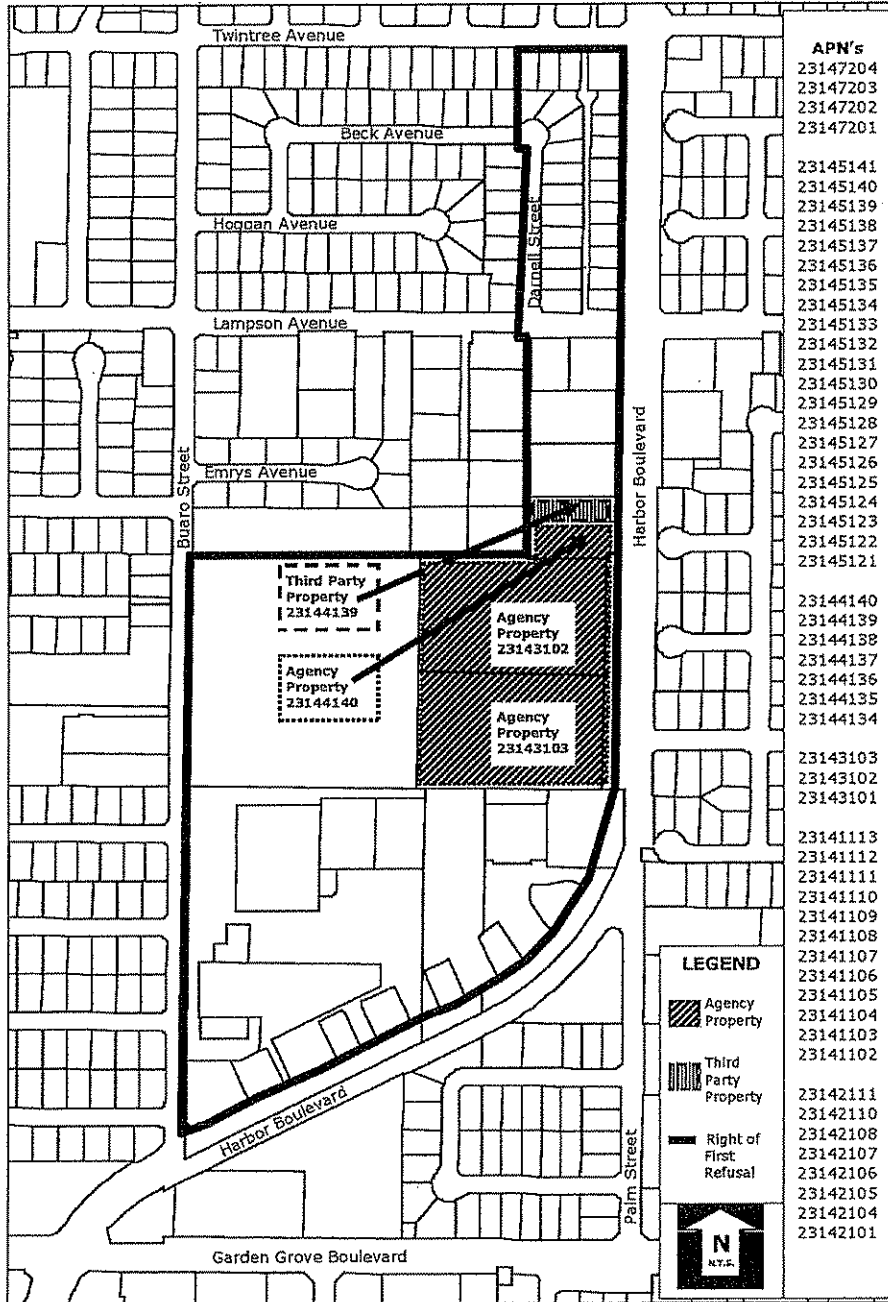 Twintree Avenue
Beck Avenue
Hoggan Avenue
Darnell Street
Lampson Avenue
Harbor Boulevard
Buaro Street
Emrys Avenue
Third Party
Property
23144139
Agency
Property
23144140
Agency
Property
23143102
Agency
Property
23143103
Harbor Boulevard
Palm Street
Garden Grove Boulevard
LEGEND
Agency
Property
Third
Party
Property
Right of
First
Refusal
N
N.T.S.
APN's
23147204
23147203
23147202
23147201
23145141
23145140
23145139
23145138
23145137
23145136
23145135
23145134
23145133
23145132
23145131
23145130
23145129
23145128
23145127
23145126
23145125
23145124
23145123
23145122
23145121
23144140
23144139
23144138
23144137
23144136
23144135
23144134
23143103
23143102
23143101
23141113
23141112
23141111
23141110
23141109
23141108
23141107
23141106
23141105
23141104
23141103
23141102
23142111
23142110
23142108
23142107
23142106
23142105
23142104
23142101